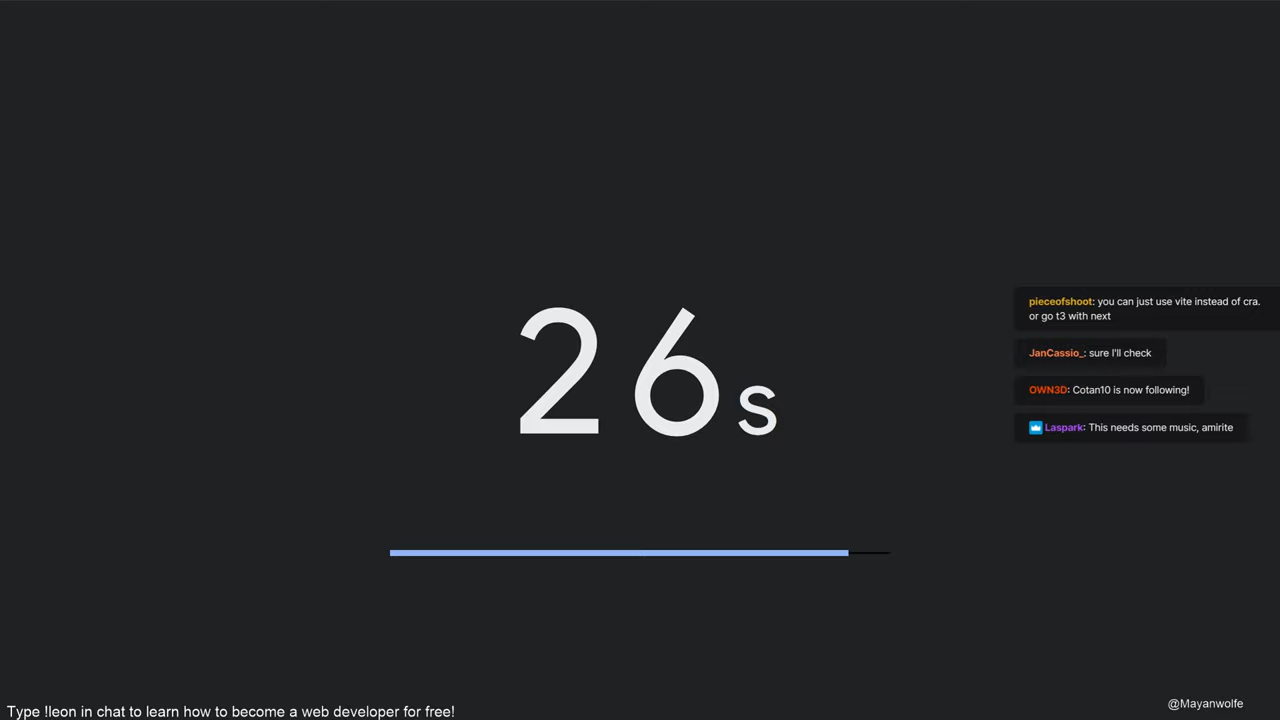 26s
pieceofshoot: you can just use vite instead of cra.
or go t3 with next
JanCassio_: sure I'll check
OWN3D: Cotan10 is now following!
Laspark: This needs some music, amirite
@Mayanwolfe
Type !leon in chat to learn how to become a web developer for free!